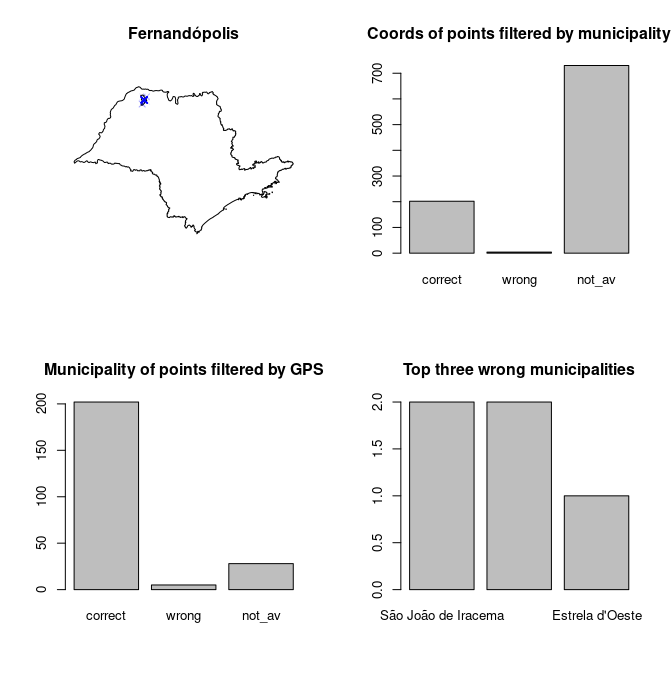 Fernandópolis
Coords of points filtered by municipality
700
500
300
100
0
correct wrong not_av
Municipality of points filtered by GPS
200
150
100
50
0
correct wrong not_av
Top three wrong municipalities
2.0
1.5
1.0
0.5
0.0
São João de Iracema Estrela d'Oeste